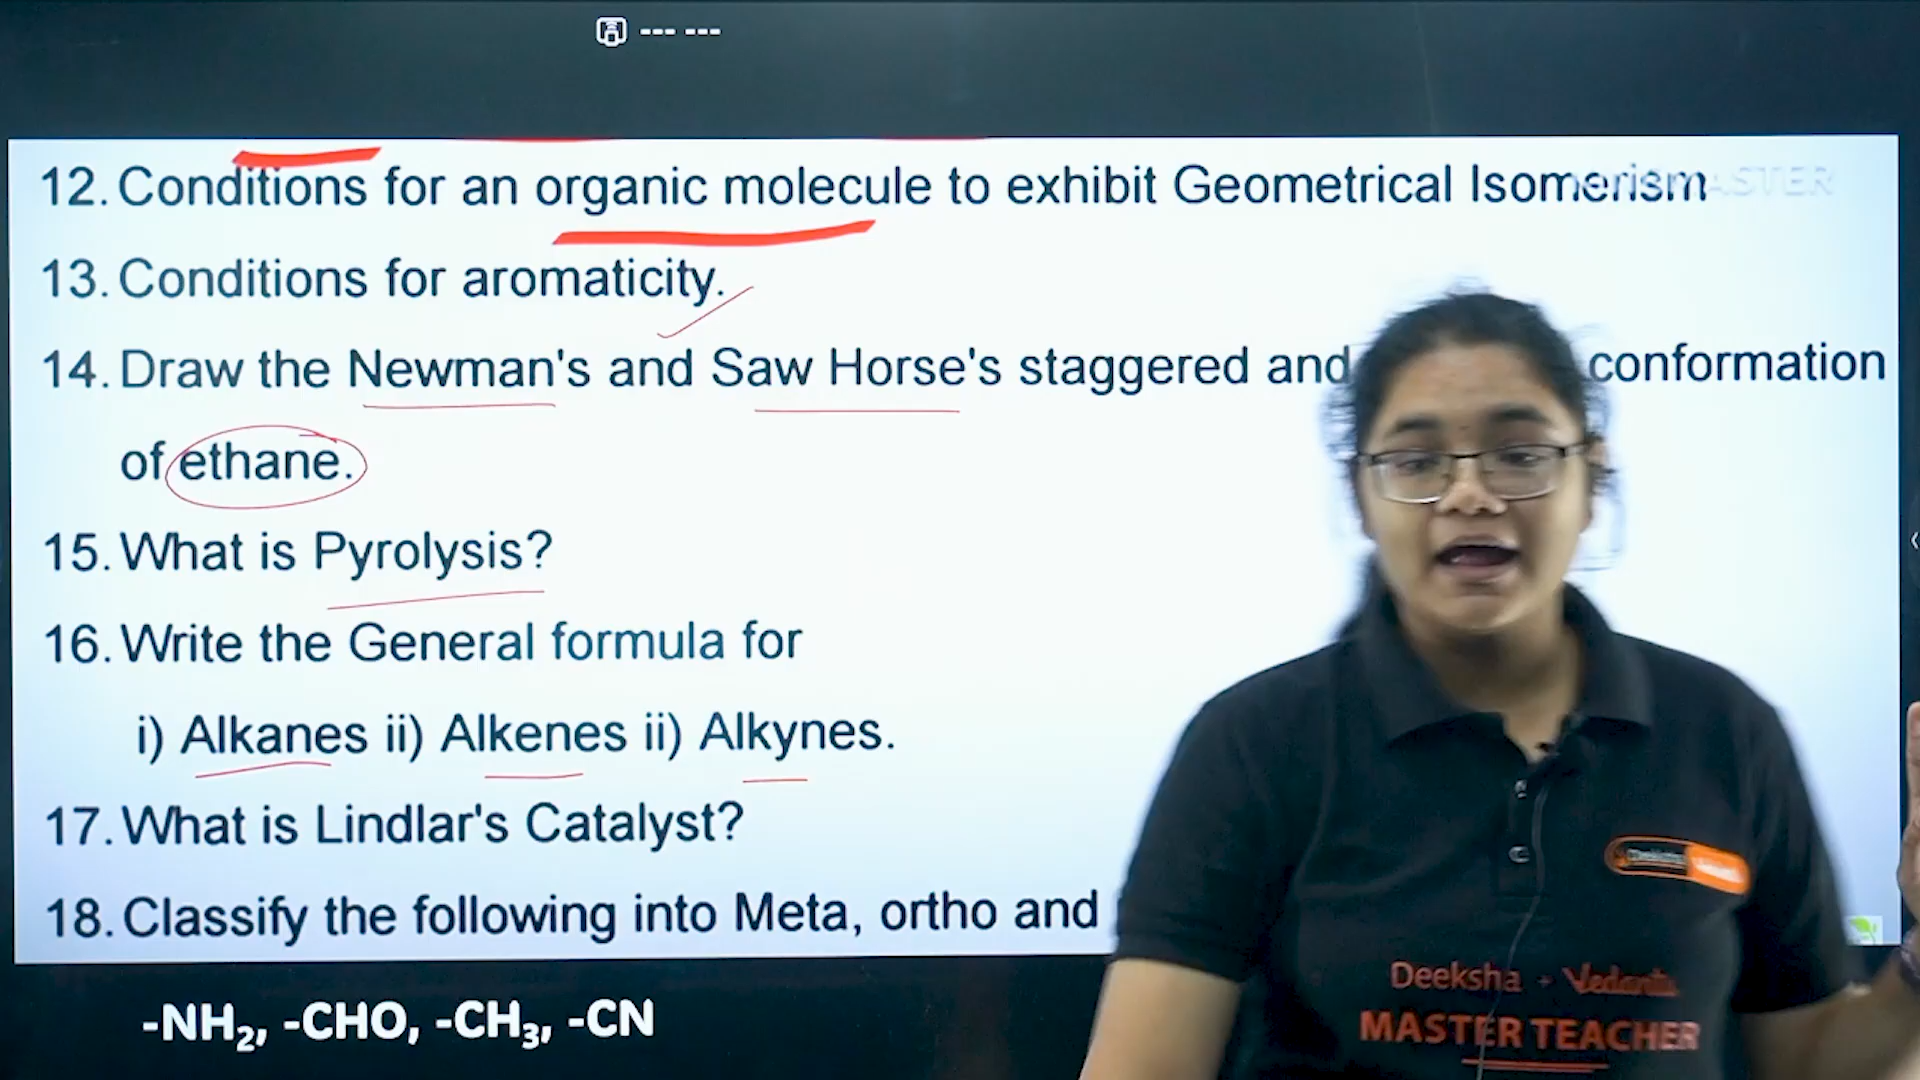 --- ---
12. Conditions for an organic molecule to exhibit Geometrical Isomerism
13. Conditions for aromaticity.
14. Draw the Newman's and Saw Horse's staggered and conformation
of ethane.
15. What is Pyrolysis?
16. Write the General formula for
i) Alkanes ii) Alkenes ii) Alkynes.
17. What is Lindlar's Catalyst?
18. Classify the following into Meta, ortho and
-NH₂, -CHO, -CH₃, -CN
Deeksha Vedantu
MASTER TEACHER